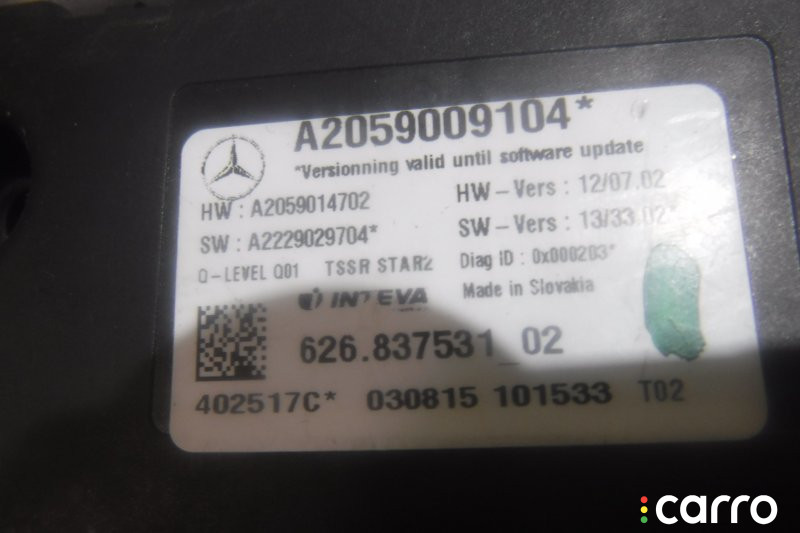 A2059009104*
*Versionning valid until software update
HW : A2059014702
HW-Vers : 12/07.02
SW : A2229029704*
SW-Vers : 13/33.02*
Q-LEVEL Q01 TSSR STAR2
Diag ID : 0x000203*
INTEVA
Made in Slovakia
626.837531_02
402517C* 030815 101533 T02
carro